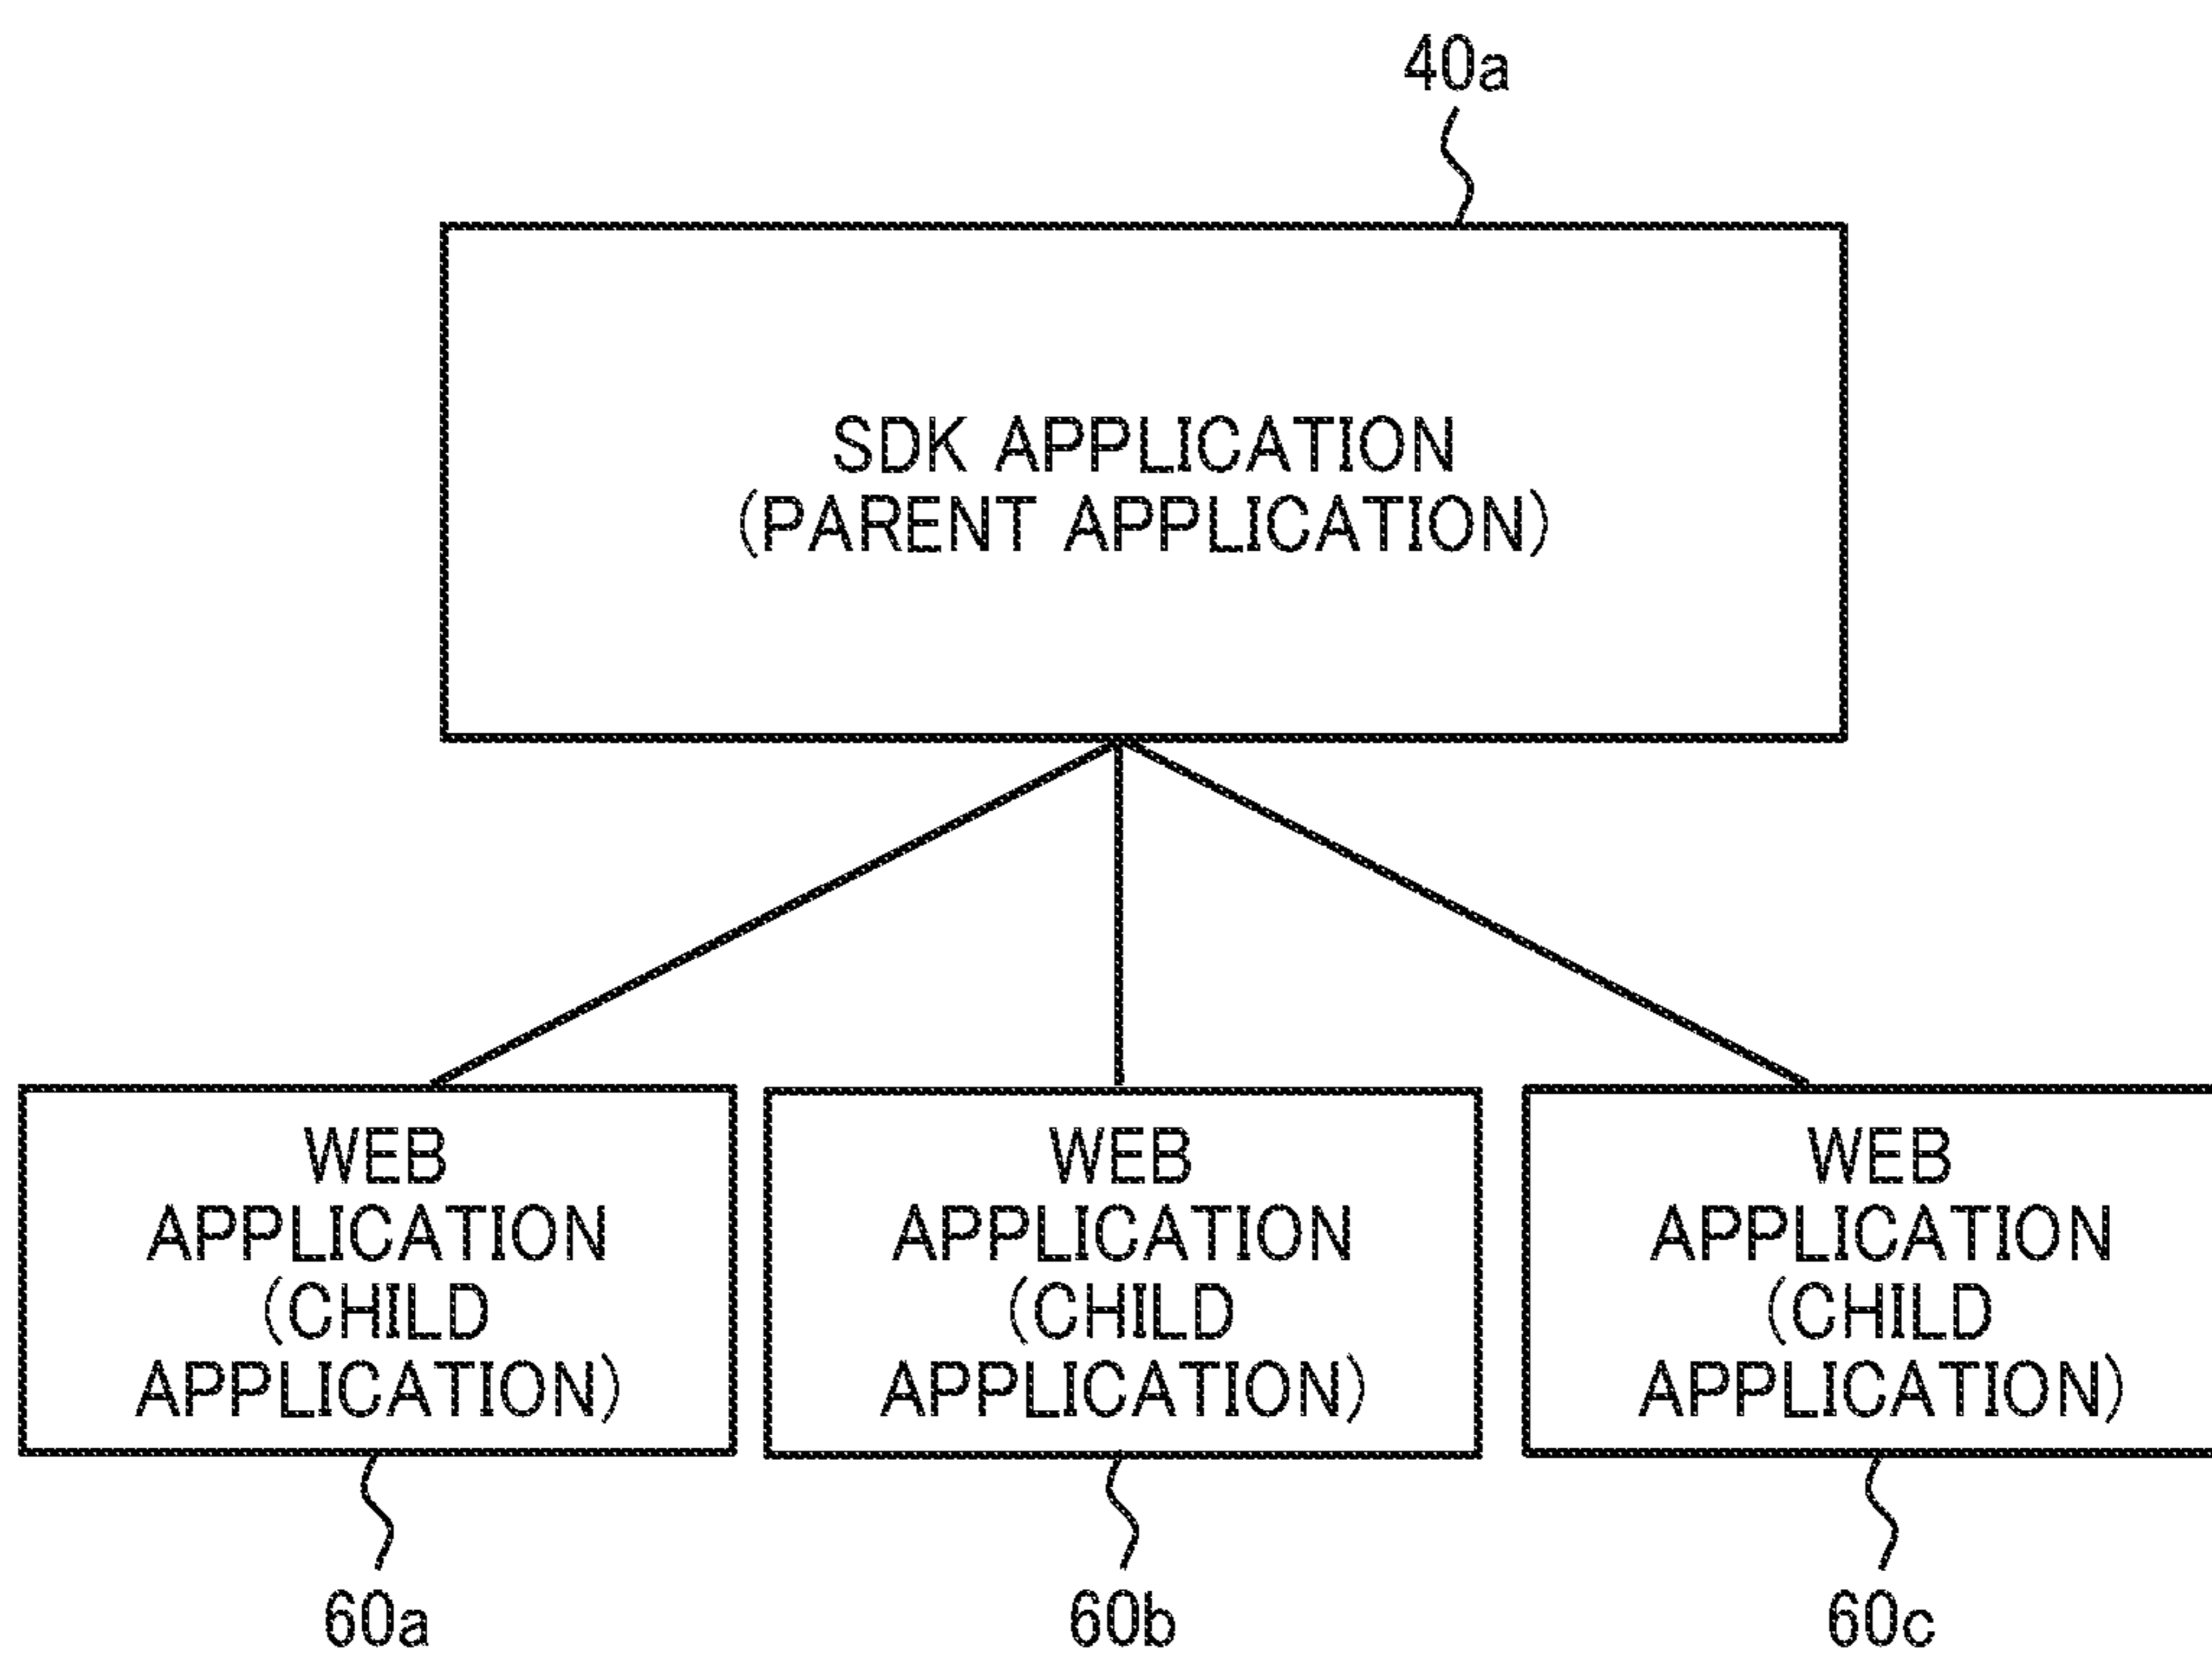 40a
SDK APPLICATION
(PARENT APPLICATION)
WEB
APPLICATION
(CHILD
APPLICATION)
WEB
APPLICATION
(CHILD
APPLICATION)
WEB
APPLICATION
(CHILD
APPLICATION)
60a
60b
60c